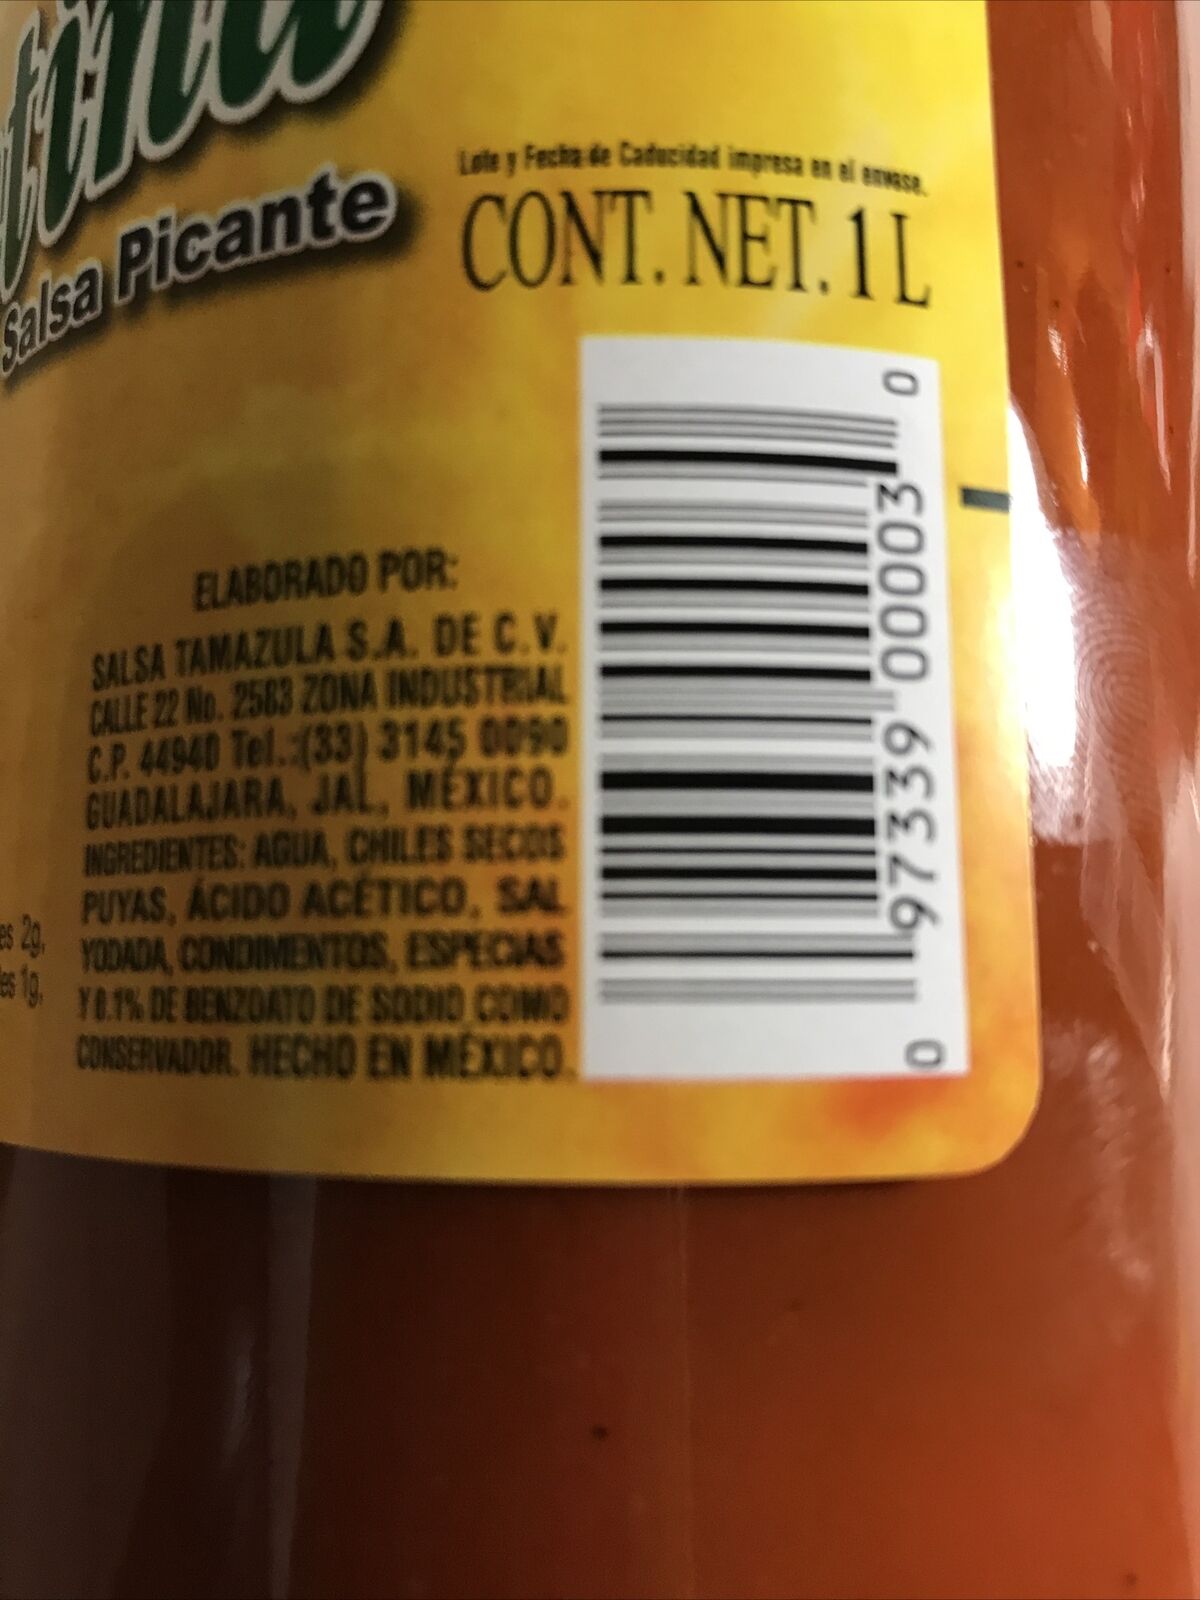 Salsa Picante
Lote y Fecha de Caducidad impresa en el envase.
CONT. NET. 1 L
ELABORADO POR:
SALSA TAMAZULA S.A. DE C.V.
CALLE 22 No. 2583 ZONA INDUSTRIAL
C.P. 44940 Tel.:(33) 3145 0090
GUADALAJARA, JAL, MÉXICO.
INGREDIENTES: AGUA, CHILES SECOS
PUYAS, ÁCIDO ACÉTICO, SAL
YODADA, CONDIMENTOS, ESPECIAS
Y 0.1% DE BENZOATO DE SODIO COMO
CONSERVADOR. HECHO EN MÉXICO.
2g,
1g,
0 97339 00003 0